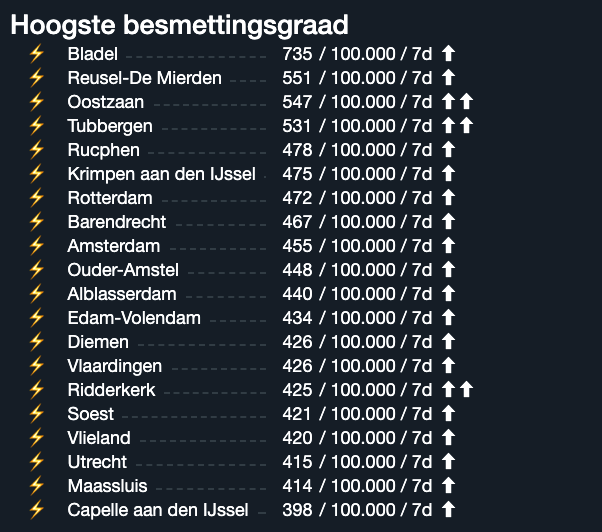 Hoogste besmettingsgraad
⚡ Bladel 735 / 100.000 / 7d ⬆
⚡ Reusel-De Mierden 551 / 100.000 / 7d ⬆
⚡ Oostzaan 547 / 100.000 / 7d ⬆⬆
⚡ Tubbergen 531 / 100.000 / 7d ⬆⬆
⚡ Rucphen 478 / 100.000 / 7d ⬆
⚡ Krimpen aan den IJssel 475 / 100.000 / 7d ⬆
⚡ Rotterdam 472 / 100.000 / 7d ⬆
⚡ Barendrecht 467 / 100.000 / 7d ⬆
⚡ Amsterdam 455 / 100.000 / 7d ⬆
⚡ Ouder-Amstel 448 / 100.000 / 7d ⬆
⚡ Alblasserdam 440 / 100.000 / 7d ⬆
⚡ Edam-Volendam 434 / 100.000 / 7d ⬆
⚡ Diemen 426 / 100.000 / 7d ⬆
⚡ Vlaardingen 426 / 100.000 / 7d ⬆
⚡ Ridderkerk 425 / 100.000 / 7d ⬆⬆
⚡ Soest 421 / 100.000 / 7d ⬆
⚡ Vlieland 420 / 100.000 / 7d ⬆
⚡ Utrecht 415 / 100.000 / 7d ⬆
⚡ Maassluis 414 / 100.000 / 7d ⬆
⚡ Capelle aan den IJssel 398 / 100.000 / 7d ⬆